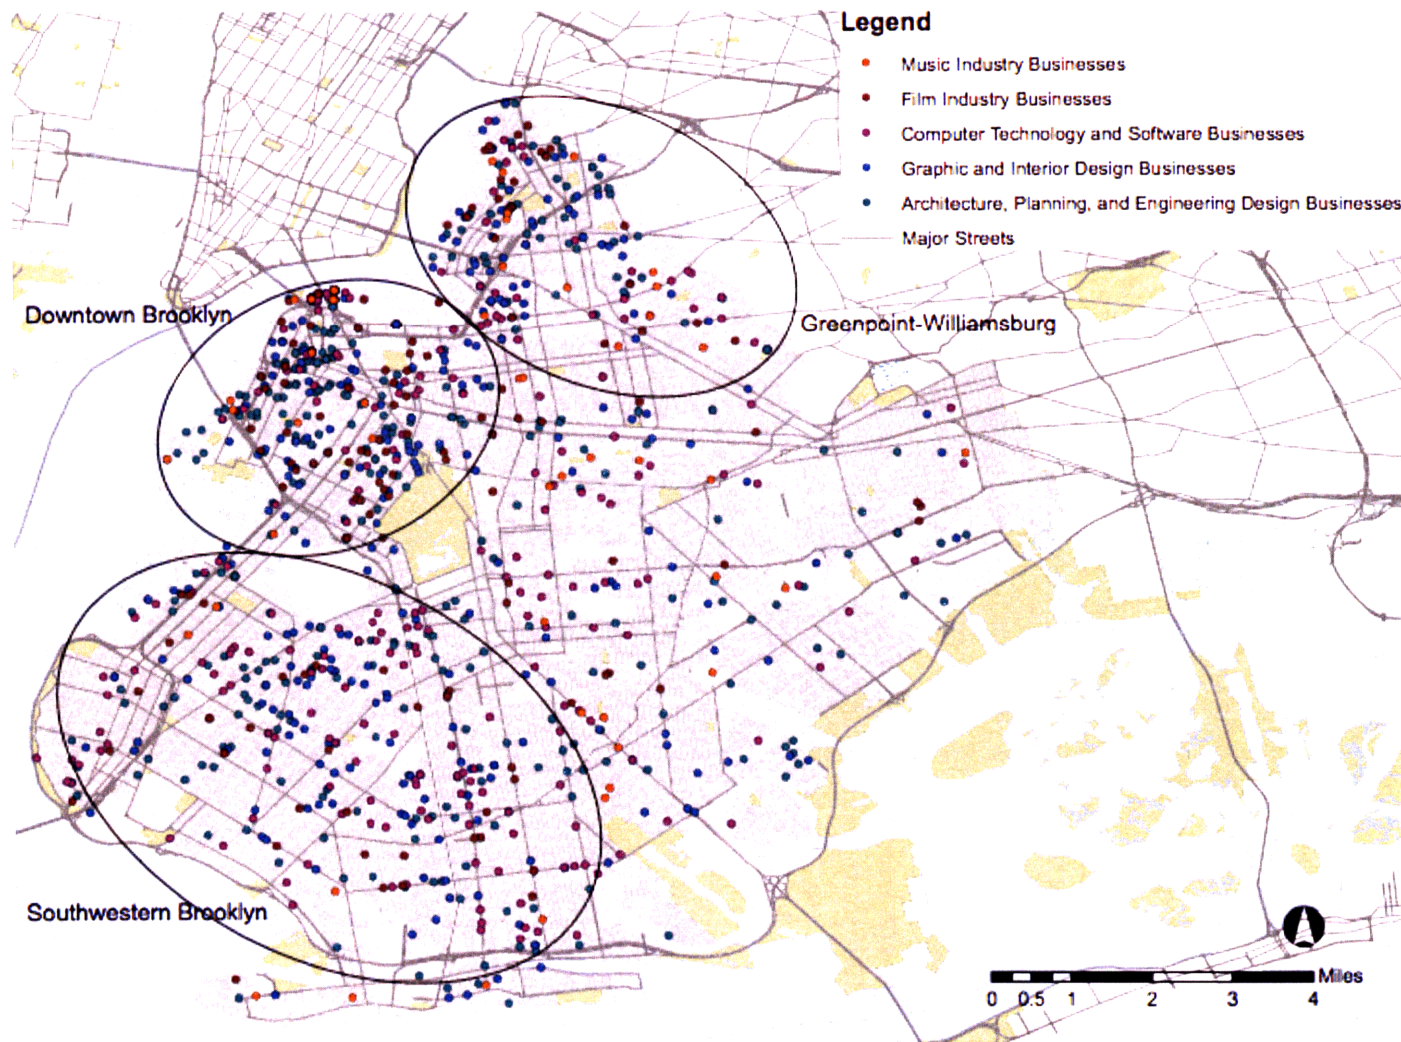 Legend
Music Industry Businesses
Film Industry Businesses
Computer Technology and Software Businesses
Graphic and Interior Design Businesses
Architecture, Planning, and Engineering Design Businesses
Major Streets
Downtown Brooklyn
Greenpoint-Williamsburg
Southwestern Brooklyn
Miles
0 0.5 1 2 3 4